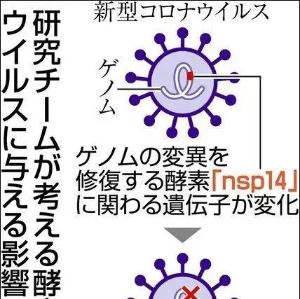 研究チームが考える酵
ウイルスに与える影響
新型コロナウイルス
ゲノム
ゲノムの変異を
修復する酵素「nsp14」
に関わる遺伝子が変化